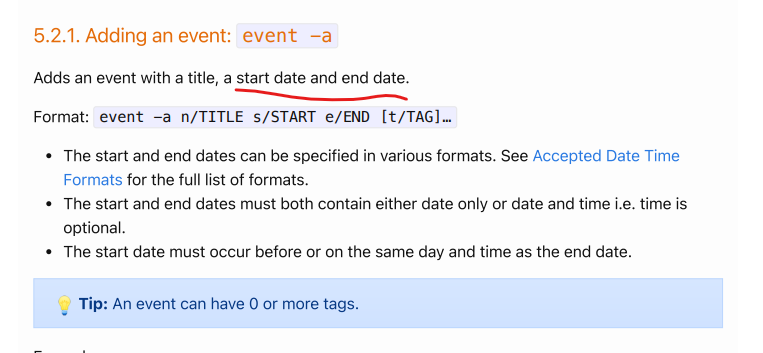 5.2.1. Adding an event: event -a
Adds an event with a title, a start date and end date.
Format: event -a n/TITLE s/START e/END [t/TAG]…
• The start and end dates can be specified in various formats. See Accepted Date Time
Formats for the full list of formats.
• The start and end dates must both contain either date only or date and time i.e. time is
optional.
• The start date must occur before or on the same day and time as the end date.
💡 Tip: An event can have 0 or more tags.